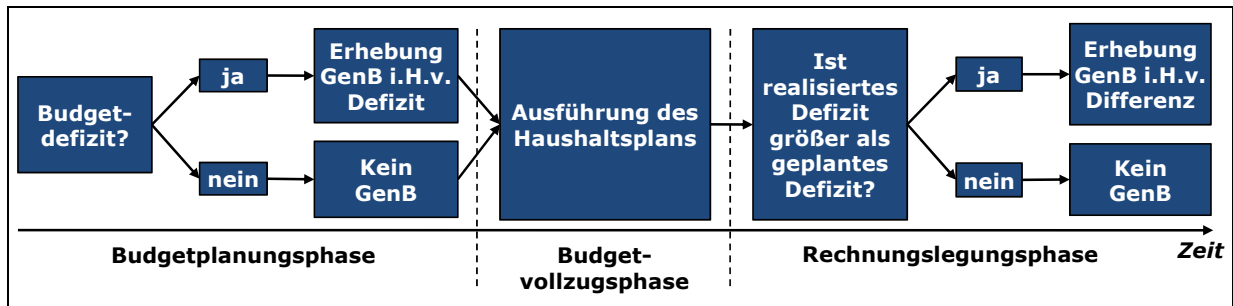 Budget-
defizit?
ja
nein
Erhebung
GenB i.H.v.
Defizit
Kein
GenB
Ausführung des
Haushaltsplans
Ist
realisiertes
Defizit
größer als
geplantes
Defizit?
ja
nein
Erhebung
GenB i.H.v.
Differenz
Kein
GenB
Budgetplanungsphase
Budget-
vollzugsphase
Rechnungslegungsphase
Zeit